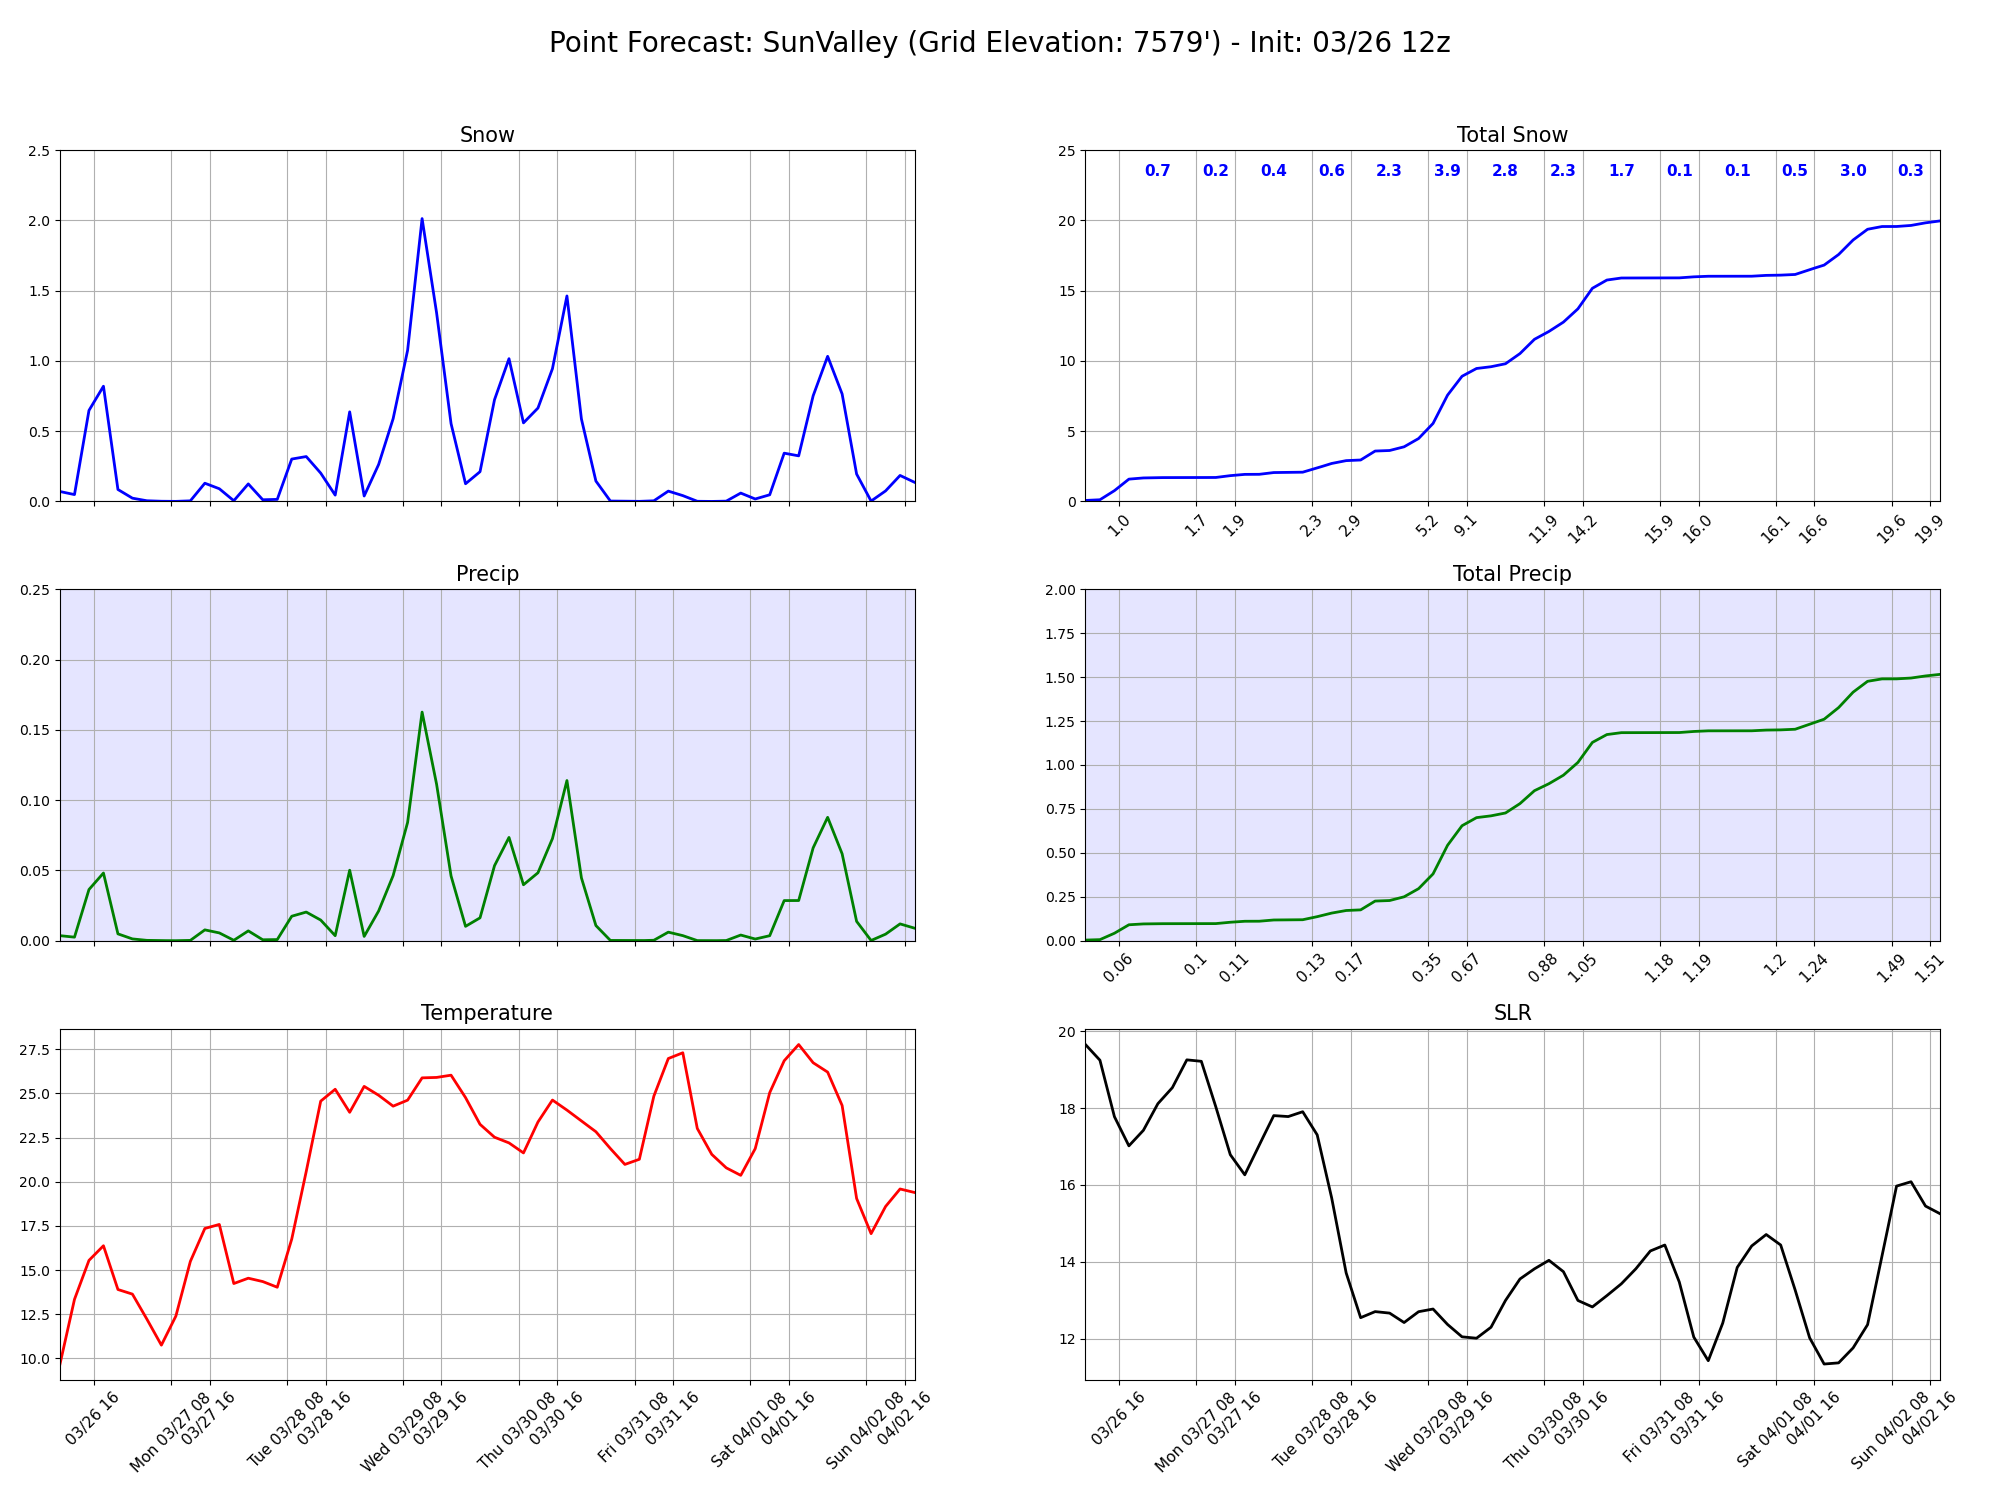 Point Forecast: SunValley (Grid Elevation: 7579') - Init: 03/26 12z
Snow
2.5
2.0
1.5
1.0
0.5
0.0
Total Snow
25
20
15
10
5
0
0.7 0.2 0.4 0.6 2.3 3.9 2.8 2.3 1.7 0.1 0.1 0.5 3.0 0.3
1.0 1.7 1.9 2.3 2.9 5.2 9.1 11.9 14.2 15.9 16.0 16.1 16.6 19.6 19.9
Precip
0.25
0.20
0.15
0.10
0.05
0.00
Total Precip
2.00
1.75
1.50
1.25
1.00
0.75
0.50
0.25
0.00
0.06 0.1 0.11 0.13 0.17 0.35 0.67 0.88 1.05 1.18 1.19 1.2 1.24 1.49 1.51
Temperature
27.5
25.0
22.5
20.0
17.5
15.0
12.5
10.0
03/26 16
Mon 03/27 08
03/27 16
Tue 03/28 08
03/28 16
Wed 03/29 08
03/29 16
Thu 03/30 08
03/30 16
Fri 03/31 08
03/31 16
Sat 04/01 08
04/01 16
Sun 04/02 08
04/02 16
SLR
20
18
16
14
12
03/26 16
Mon 03/27 08
03/27 16
Tue 03/28 08
03/28 16
Wed 03/29 08
03/29 16
Thu 03/30 08
03/30 16
Fri 03/31 08
03/31 16
Sat 04/01 08
04/01 16
Sun 04/02 08
04/02 16